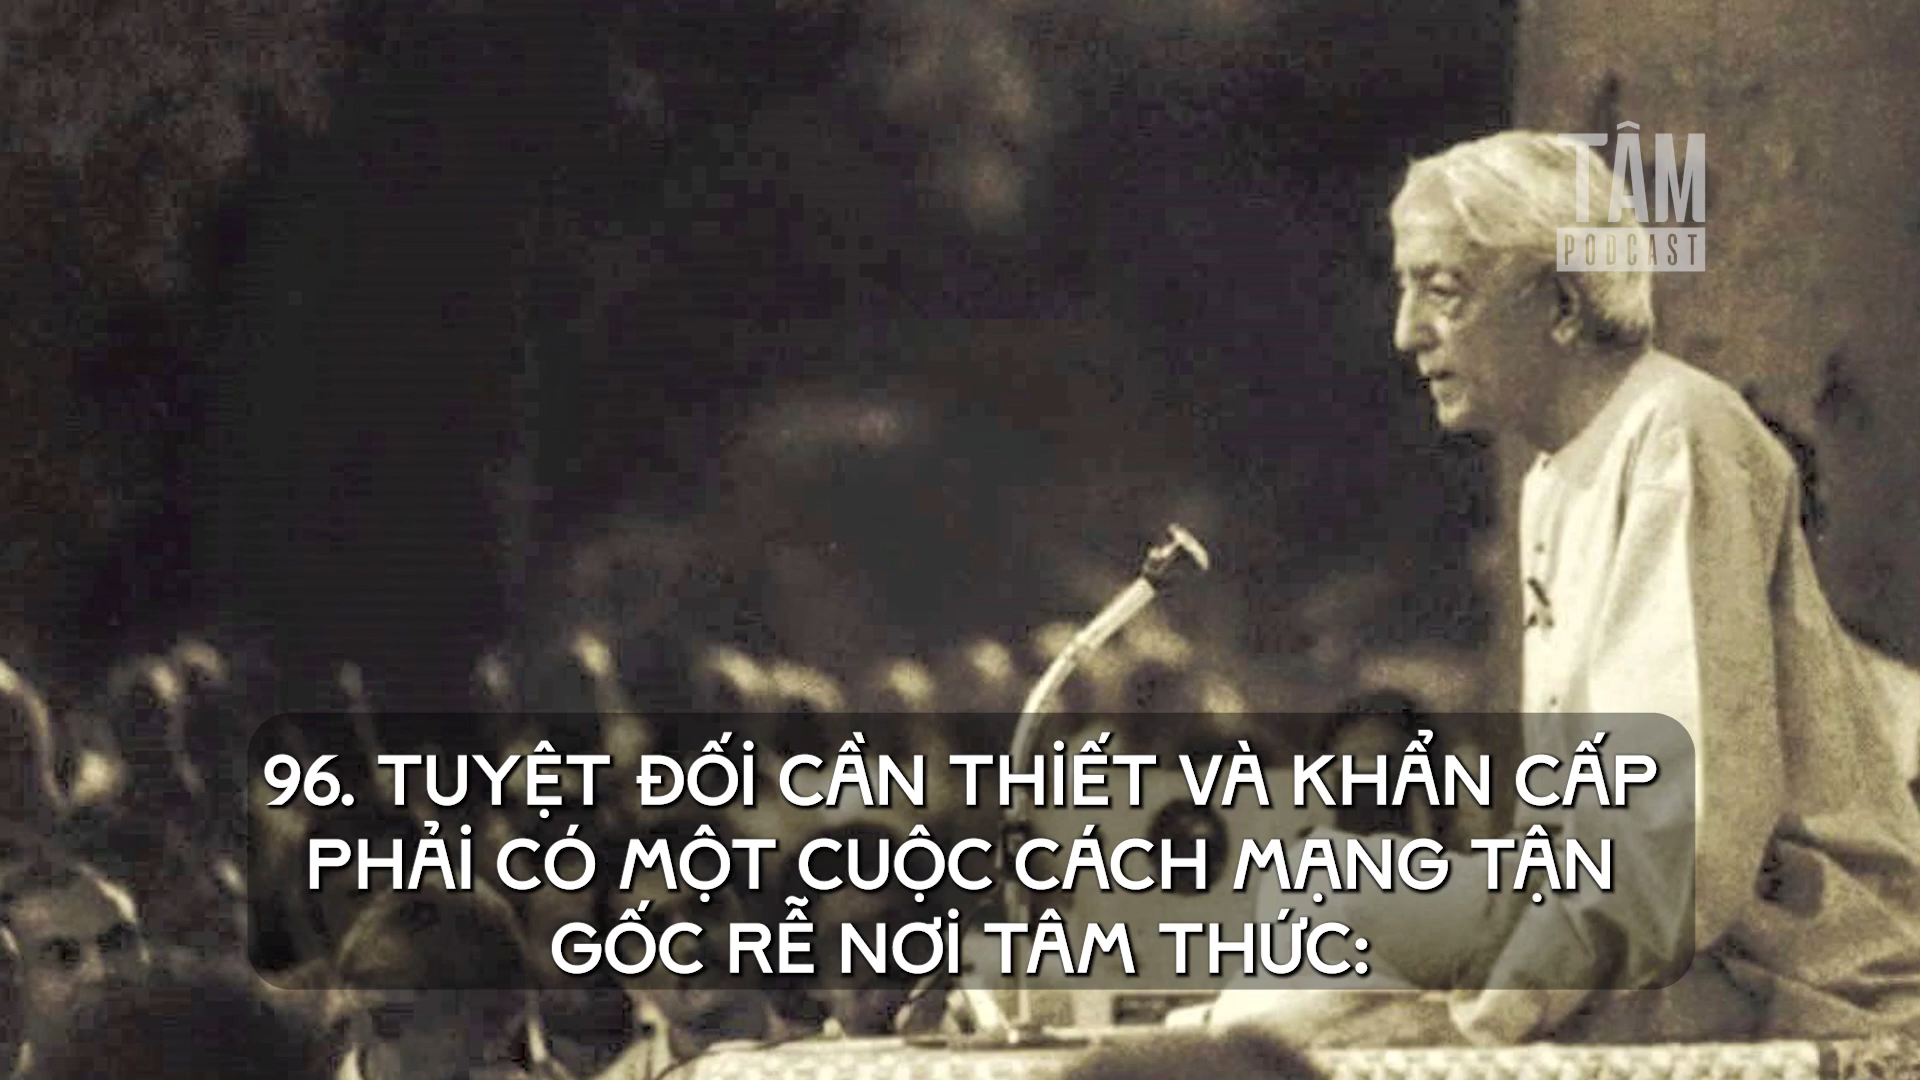 TÂM
PODCAST
96. TUYỆT ĐỐI CẦN THIẾT VÀ KHẨN CẤP
PHẢI CÓ MỘT CUỘC CÁCH MẠNG TẬN
GỐC RỄ NƠI TÂM THỨC: